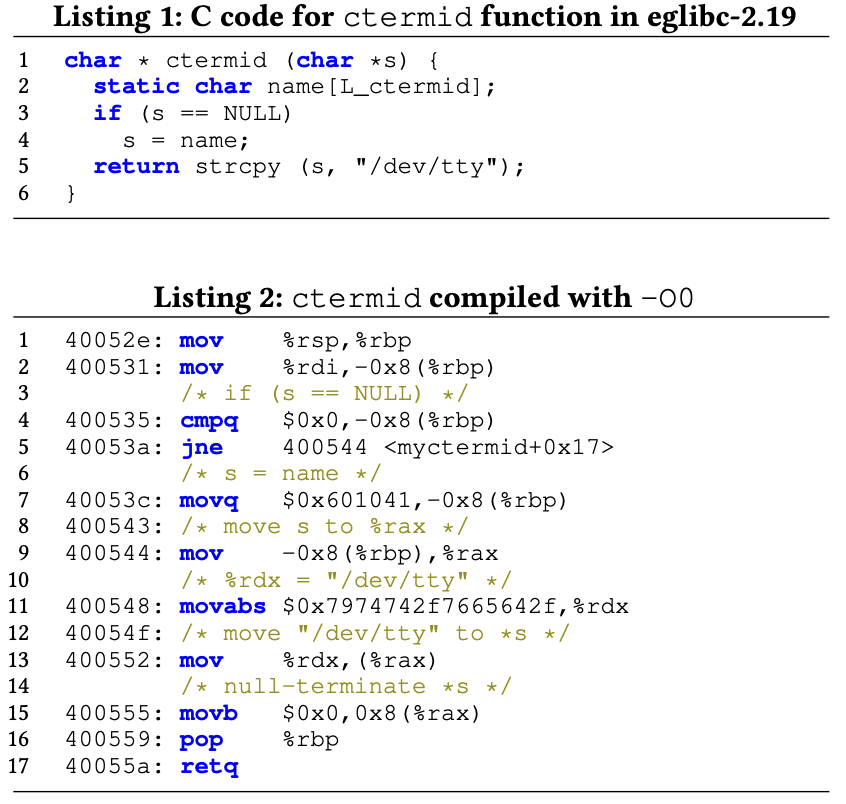 Listing 1: C code for ctermid function in eglibc-2.19
1 char * ctermid (char *s) {
2 static char name[L_ctermid];
3 if (s == NULL)
4 s = name;
5 return strcpy (s, "/dev/tty");
6 }
Listing 2: ctermid compiled with -O0
1 40052e: mov %rsp,%rbp
2 400531: mov %rdi,-0x8(%rbp)
3 /* if (s == NULL) */
4 400535: cmpq $0x0,-0x8(%rbp)
5 40053a: jne 400544 <myctermid+0x17>
6 /* s = name */
7 40053c: movq $0x601041,-0x8(%rbp)
8 400543: /* move s to %rax */
9 400544: mov -0x8(%rbp),%rax
10 /* %rdx = "/dev/tty" */
11 400548: movabs $0x7974742f7665642f,%rdx
12 40054f: /* move "/dev/tty" to *s */
13 400552: mov %rdx,(%rax)
14 /* null-terminate *s */
15 400555: movb $0x0,0x8(%rax)
16 400559: pop %rbp
17 40055a: retq